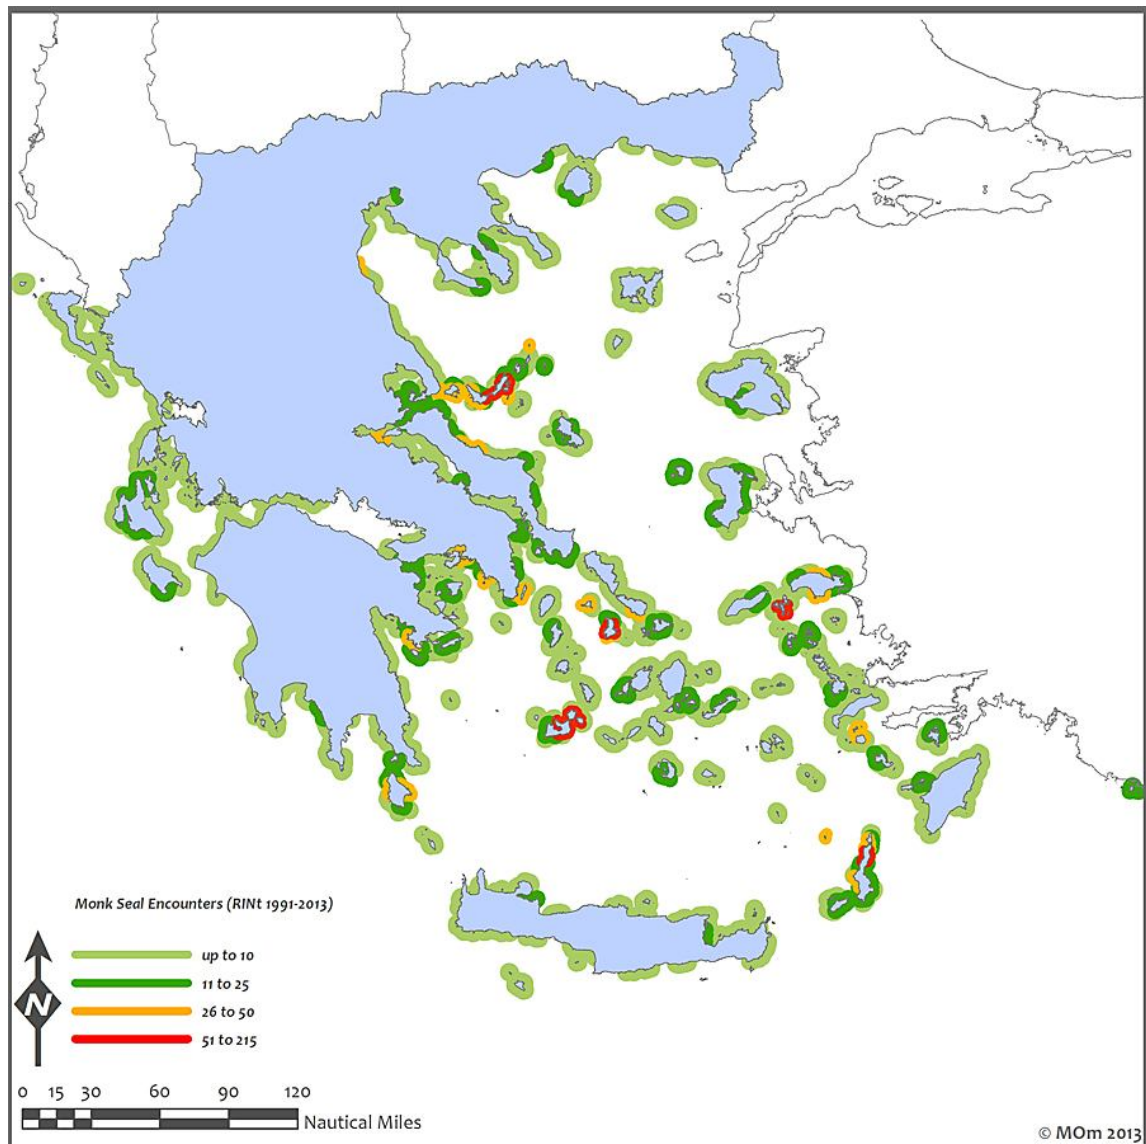 Monk Seal Encounters (RINt 1991-2013)
up to 10
11 to 25
26 to 50
51 to 215
N
0 15 30 60 90 120
Nautical Miles
© MOm 2013